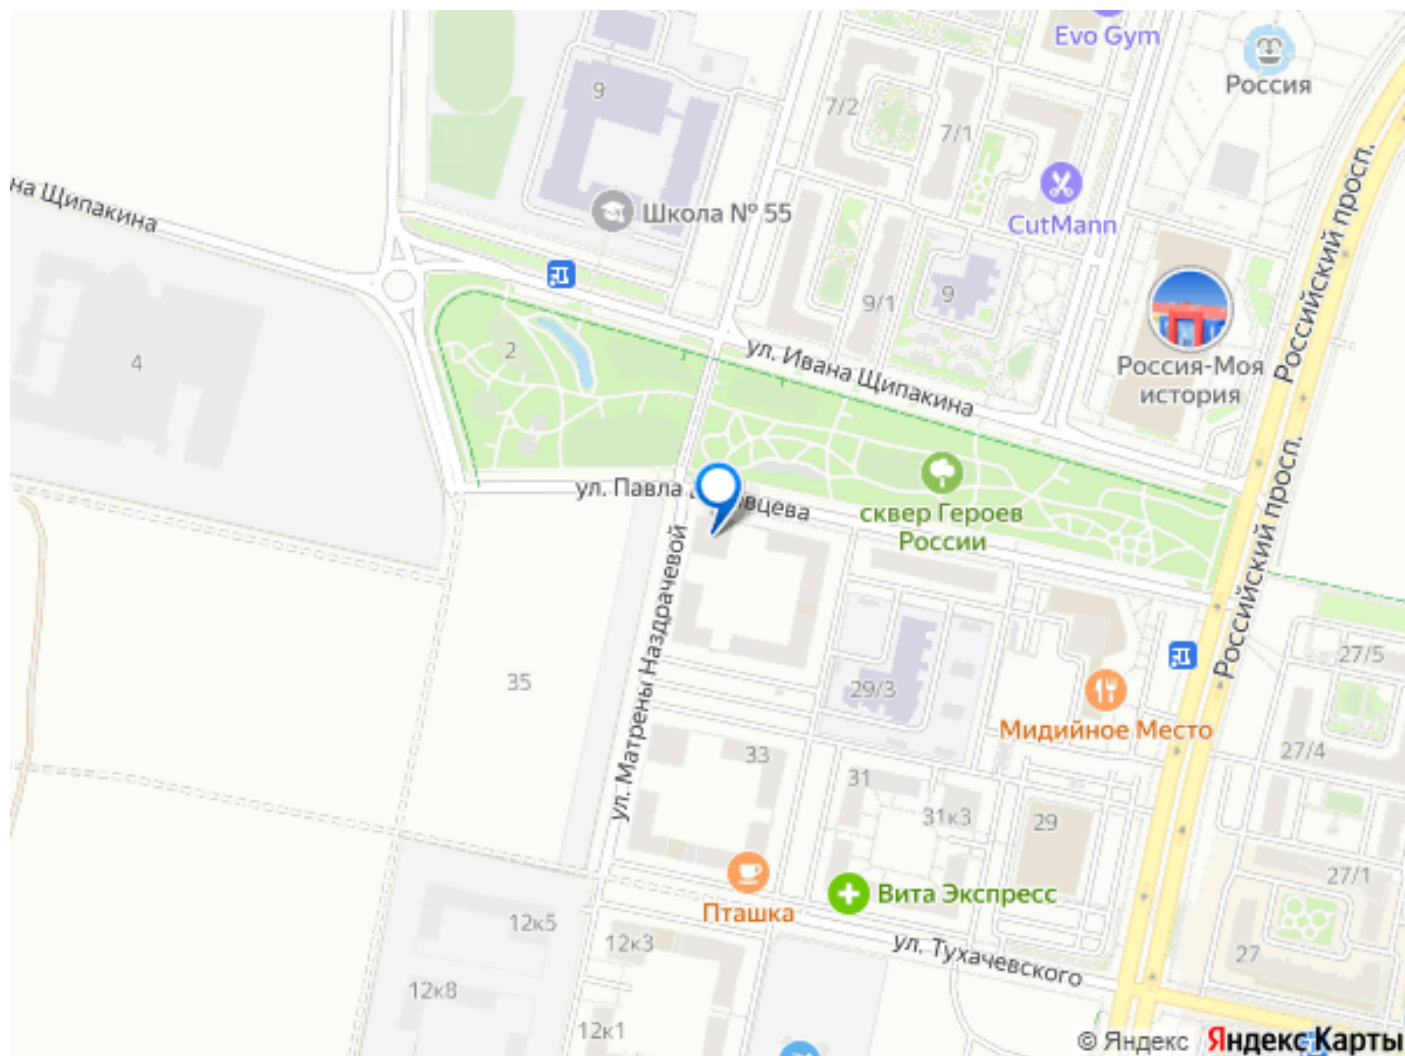 Evo Gym
Россия
9
7/2
7/1
на Щипакина
Школа № 55
CutMann
Российский просп.
9
9/1
4
2
ул. Ивана Щипакина
Россия-Моя
история
ул. Павла
вцева
сквер Героев
России
Российский просп.
ул. Матрены Наздрачевой
35
29/3
27/5
Мидийное Место
33
31
31к3
29
27/4
27/1
Пташка
Вита Экспресс
12к5
12к3
ул. Тухачевского
27
12к8
12к1
© Яндекс Яндекс Карты